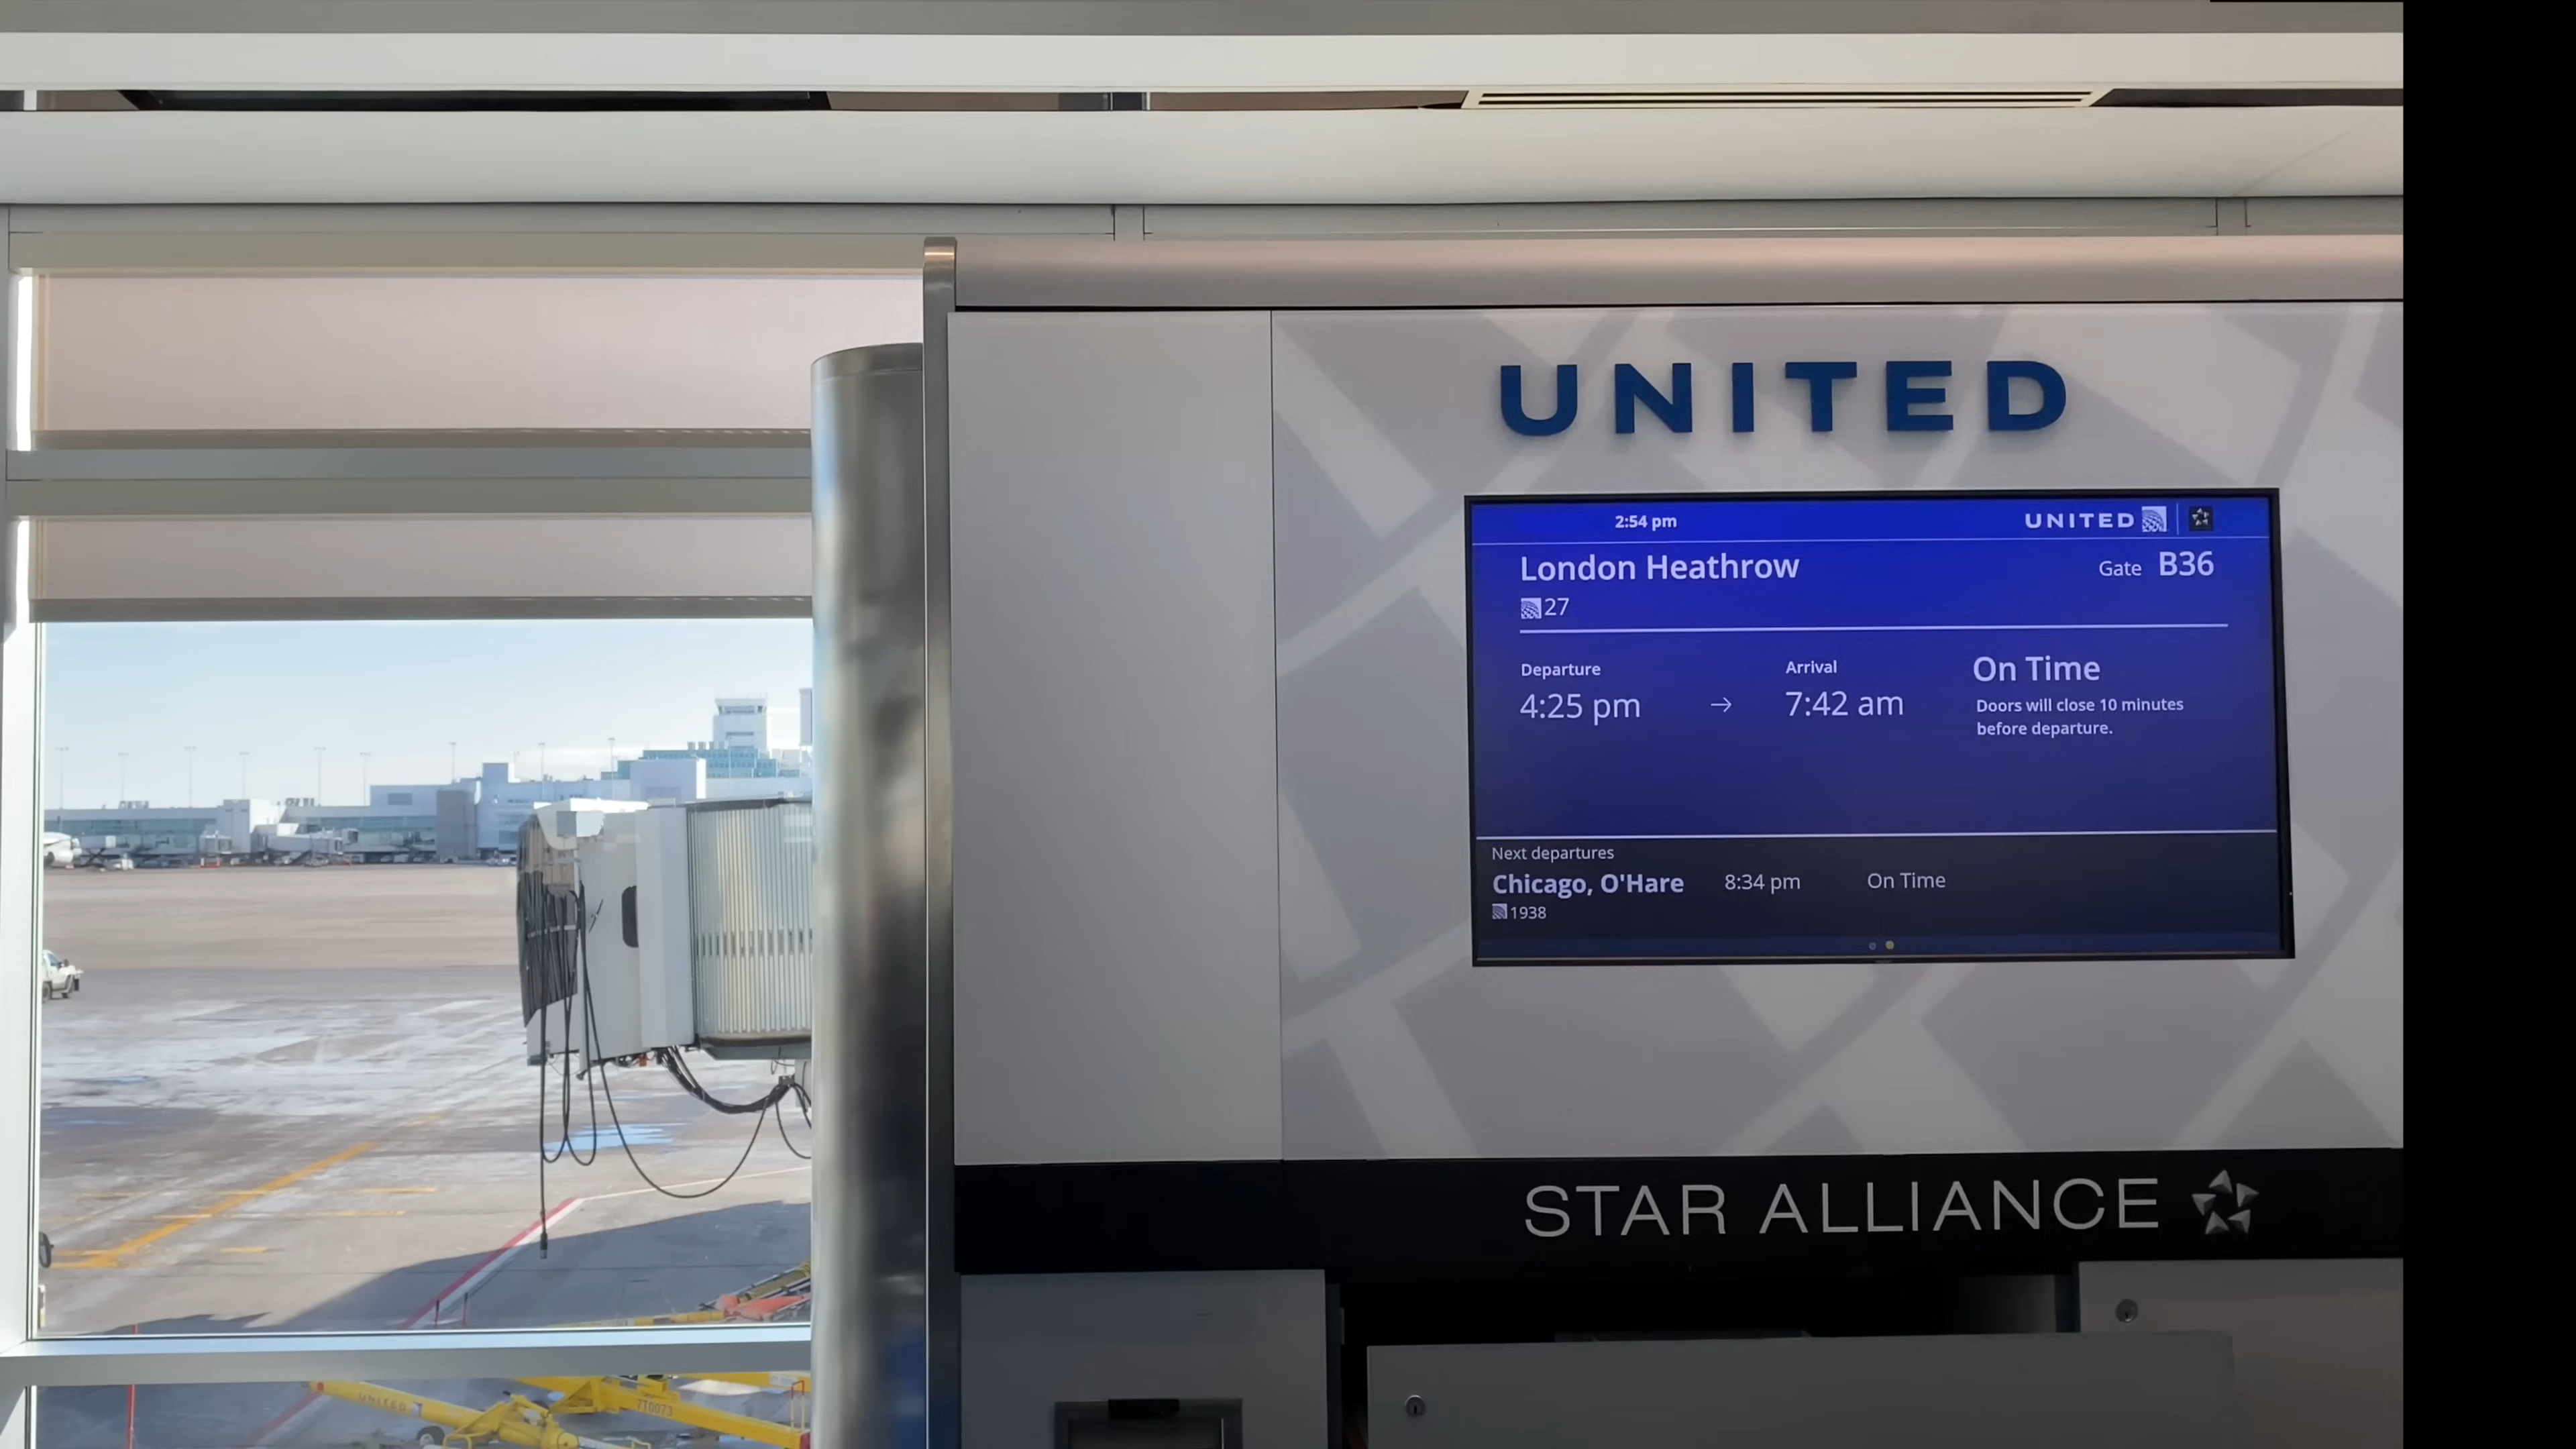 UNITED
2:54 pm UNITED
London Heathrow Gate B36
27
Departure Arrival On Time
4:25 pm → 7:42 am Doors will close 10 minutes
before departure.
Next departures
Chicago, O'Hare 8:34 pm On Time
1938
STAR ALLIANCE
UNITED
7T0073